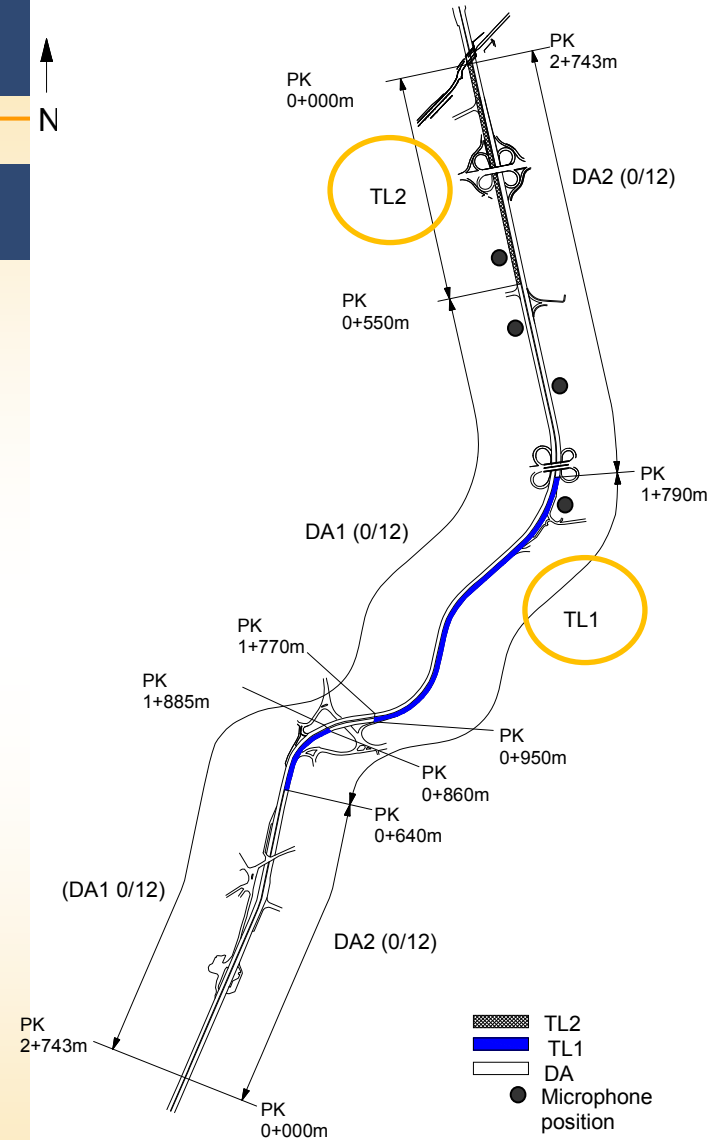 PK
2+743m
PK
0+000m
N
TL2
DA2 (0/12)
PK
0+550m
PK
1+790m
DA1 (0/12)
TL1
PK
1+770m
PK
1+885m
PK
0+950m
PK
0+860m
PK
0+640m
(DA1 0/12)
DA2 (0/12)
PK
2+743m
PK
0+000m
TL2
TL1
DA
Microphone
position